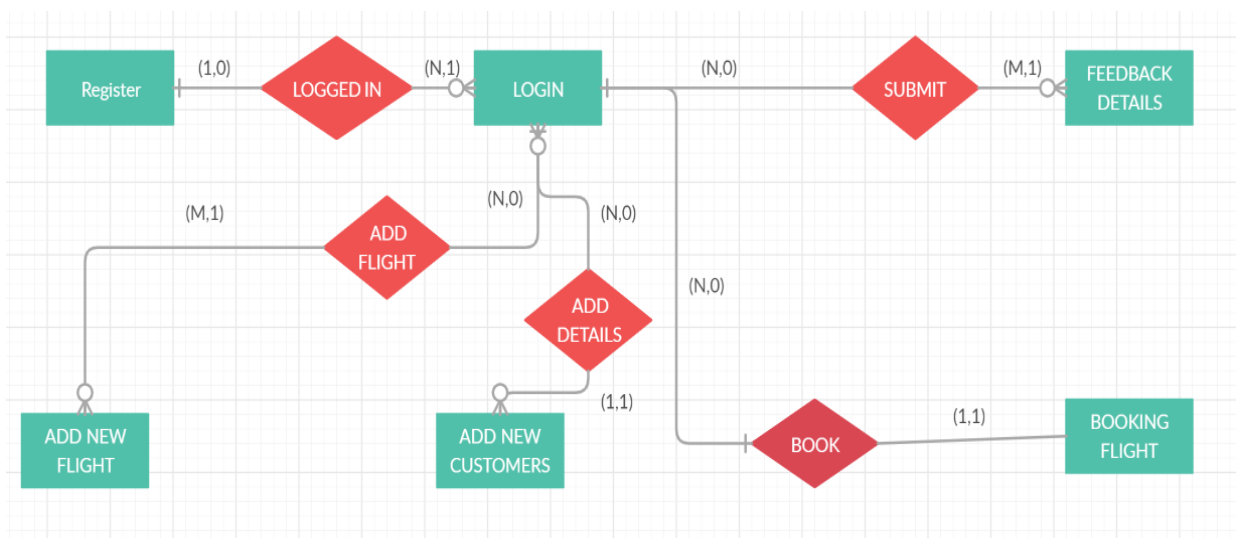 (1,0)
(N,1)
(N,0)
(M,1)
Register
LOGGED IN
LOGIN
SUBMIT
FEEDBACK
DETAILS
(M,1)
(N,0)
(N,0)
ADD
FLIGHT
(N,0)
ADD
DETAILS
(1,1)
(1,1)
ADD NEW
FLIGHT
ADD NEW
CUSTOMERS
BOOK
BOOKING
FLIGHT